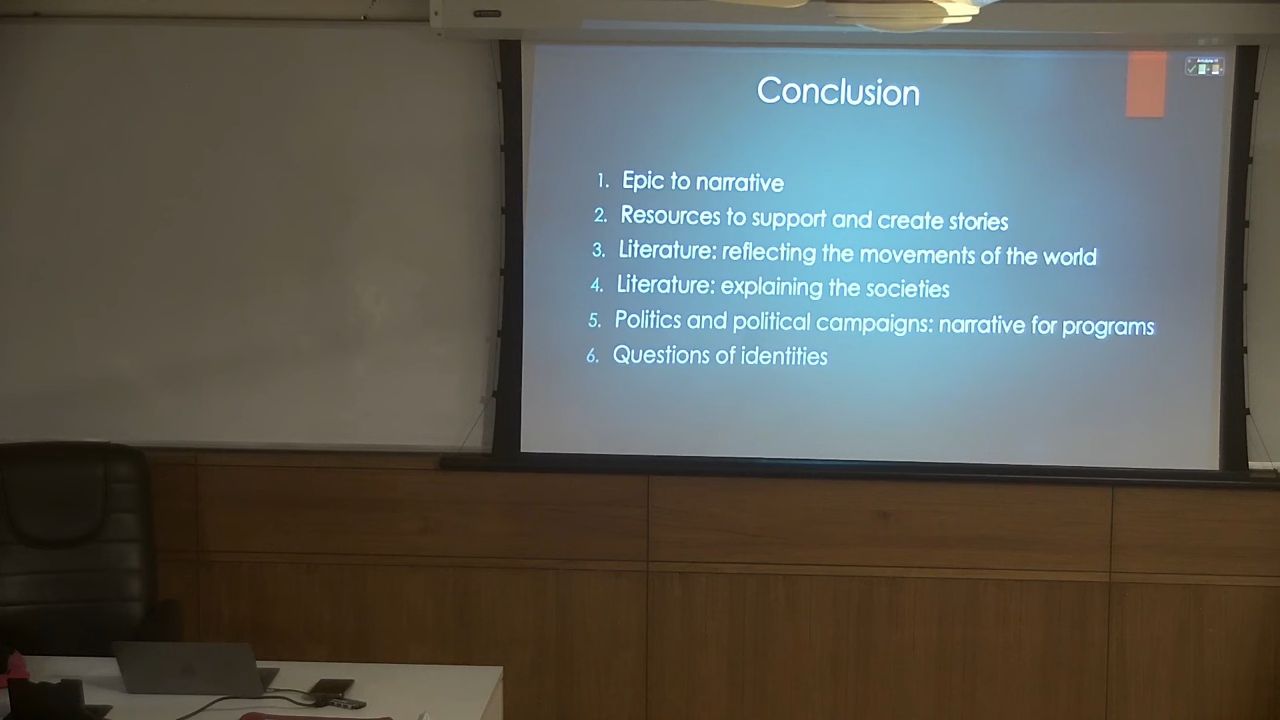 Conclusion
1. Epic to narrative
2. Resources to support and create stories
3. Literature: reflecting the movements of the world
4. Literature: explaining the societies
5. Politics and political campaigns: narrative for programs
6. Questions of identities